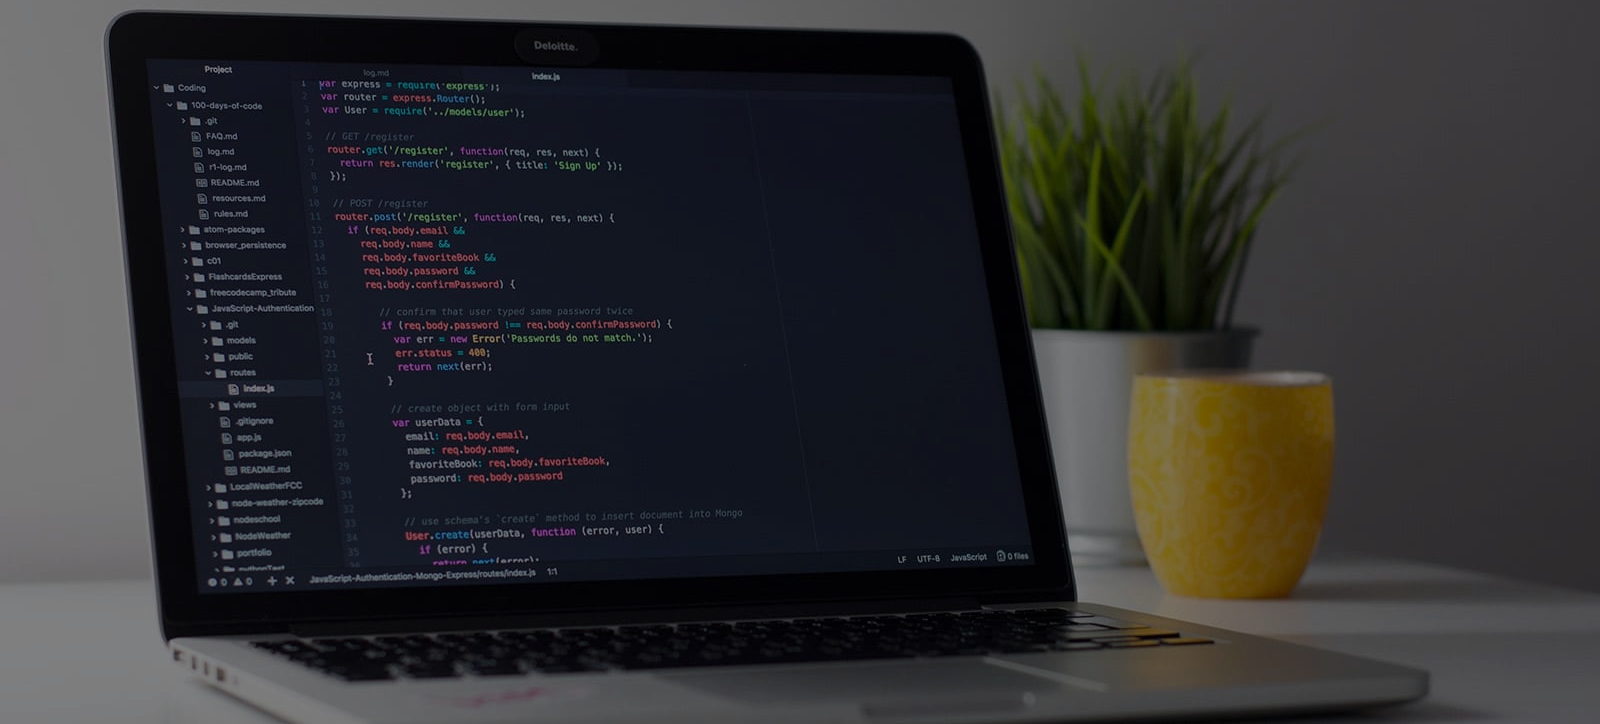 Deloitte.
Project
Coding
100-days-of-code
.git
FAQ.md
log.md
r1-log.md
README.md
resources.md
rules.md
atom-packages
browser_persistence
c01
FlashcardsExpress
freecodecamp_tribute
JavaScript-Authentication
.git
models
public
routes
index.js
views
.gitignore
app.js
package.json
README.md
LocalWeatherFCC
node-weather-zipcode
nodeschool
NodeWeather
portfolio
pythonTest
log.md
index.js
1 var express = require('express');
2 var router = express.Router();
3 var User = require('../models/user');
4
5 // GET /register
6 router.get('/register', function(req, res, next) {
7 return res.render('register', { title: 'Sign Up' });
8 });
9
10 // POST /register
11 router.post('/register', function(req, res, next) {
12 if (req.body.email &&
13 req.body.name &&
14 req.body.favoriteBook &&
15 req.body.password &&
16 req.body.confirmPassword) {
17
18 // confirm that user typed same password twice
19 if (req.body.password !== req.body.confirmPassword) {
20 var err = new Error('Passwords do not match.');
21 err.status = 400;
22 return next(err);
23 }
24
25 // create object with form input
26 var userData = {
27 email: req.body.email,
28 name: req.body.name,
29 favoriteBook: req.body.favoriteBook,
30 password: req.body.password
31 };
32
33 // use schema's `create` method to insert document into Mongo
34 User.create(userData, function (error, user) {
35 if (error) {
36 return next(error);
0 0 JavaScript-Authentication-Mongo-Express/routes/index.js 1:1 LF UTF-8 JavaScript 0 files